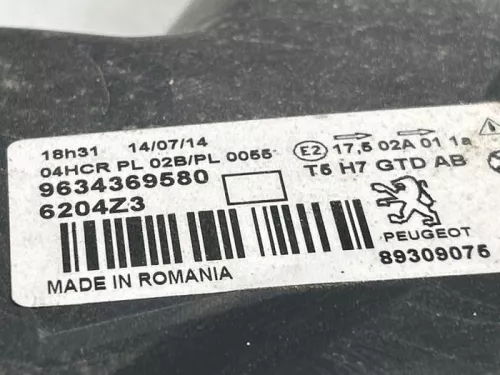 18h31 14/07/14
04HCR PL 02B/PL 0055
9634369580
6204Z3
MADE IN ROMANIA
E2 → 17,5 02A 01 1a
T5 H7 GTD AB
PEUGEOT
89309075